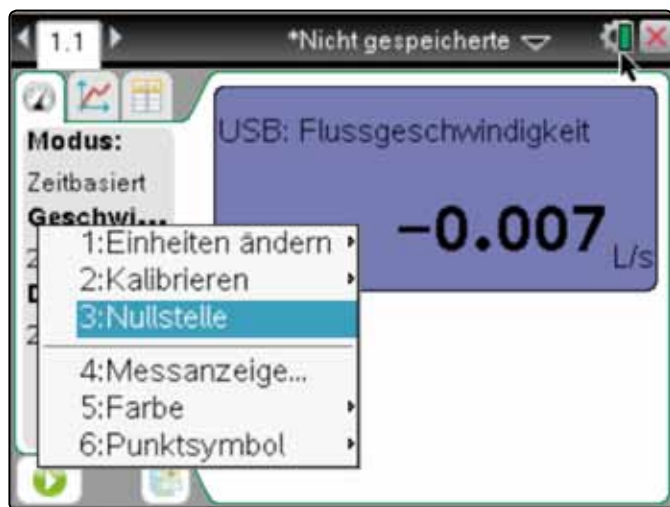 1.1 *Nicht gespeicherte
Modus:
Zeitbasiert
Geschwi...
USB: Flussgeschwindigkeit
-0.007 L/s
1:Einheiten ändern
2:Kalibrieren
3:Nullstelle
4:Messanzeige...
5:Farbe
6:Punktsymbol